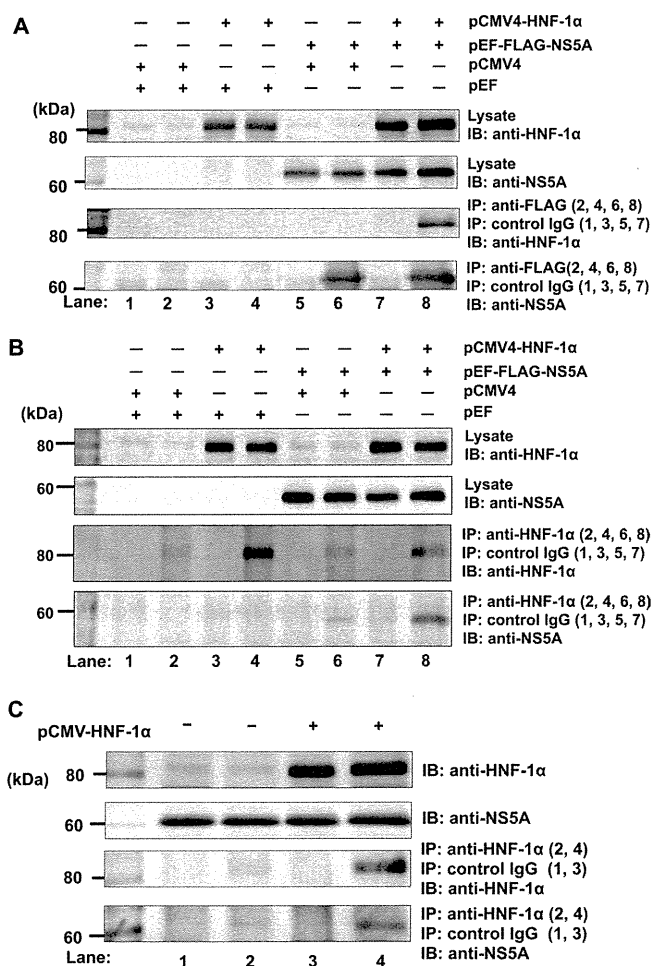 A
— — + + — — + + pCMV4-HNF-1α
— — — — + + + + pEF-FLAG-NS5A
+ + — — + + — — pCMV4
+ + + + — — — — pEF
(kDa)
80
Lysate
IB: anti-HNF-1α
60
Lysate
IB: anti-NS5A
80
IP: anti-FLAG (2, 4, 6, 8)
IP: control IgG (1, 3, 5, 7)
IB: anti-HNF-1α
60
IP: anti-FLAG(2, 4, 6, 8)
IP: control IgG (1, 3, 5, 7)
IB: anti-NS5A
Lane: 1 2 3 4 5 6 7 8
B
— — + + — — + + pCMV4-HNF-1α
— — — — + + + + pEF-FLAG-NS5A
+ + — — + + — — pCMV4
+ + + + — — — — pEF
(kDa)
80
Lysate
IB: anti-HNF-1α
60
Lysate
IB: anti-NS5A
80
IP: anti-HNF-1α (2, 4, 6, 8)
IP: control IgG (1, 3, 5, 7)
IB: anti-HNF-1α
60
IP: anti-HNF-1α (2, 4, 6, 8)
IP: control IgG (1, 3, 5, 7)
IB: anti-NS5A
Lane: 1 2 3 4 5 6 7 8
C
pCMV-HNF-1α − − + +
(kDa)
80
IB: anti-HNF-1α
60
IB: anti-NS5A
80
IP: anti-HNF-1α (2, 4)
IP: control IgG (1, 3)
IB: anti-HNF-1α
60
IP: anti-HNF-1α (2, 4)
IP: control IgG (1, 3)
IB: anti-NS5A
Lane: 1 2 3 4